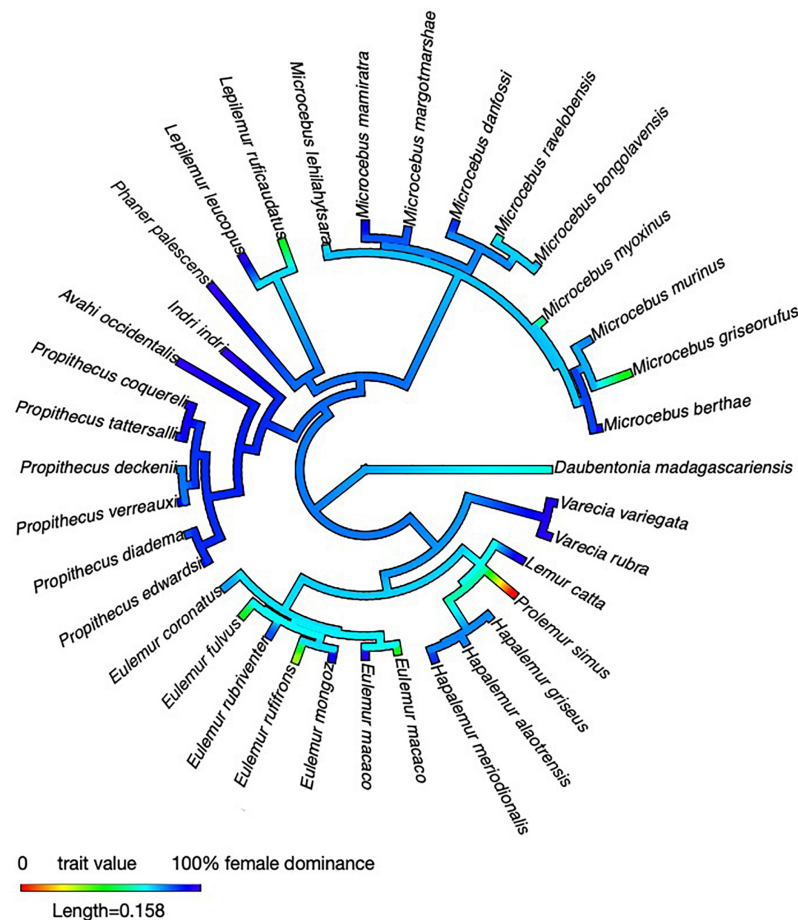 Lepilemur ruficaudatus
Microcebus lehilahytsara
Microcebus mamiratra
Microcebus margotmarshae
Microcebus danfossi
Microcebus ravelobensis
Microcebus bongolavensis
Microcebus myoxinus
Microcebus murinus
Microcebus griseorufus
Microcebus berthae
Daubentonia madagascariensis
Varecia variegata
Varecia rubra
Lemur catta
Prolemur simus
Hapalemur griseus
Hapalemur alaotrensis
Hapalemur meriodionalis
Eulemur macaco
Eulemur macaco
Eulemur mongoz
Eulemur rufifrons
Eulemur rubriventer
Eulemur fulvus
Eulemur coronatus
Propithecus edwardsi
Propithecus diadema
Propithecus verreauxi
Propithecus deckenii
Propithecus tattersalli
Propithecus coquereli
Avahi occidentalis
Indri indri
Phaner palescens
Lepilemur leucopus
0 trait value 100% female dominance
Length=0.158